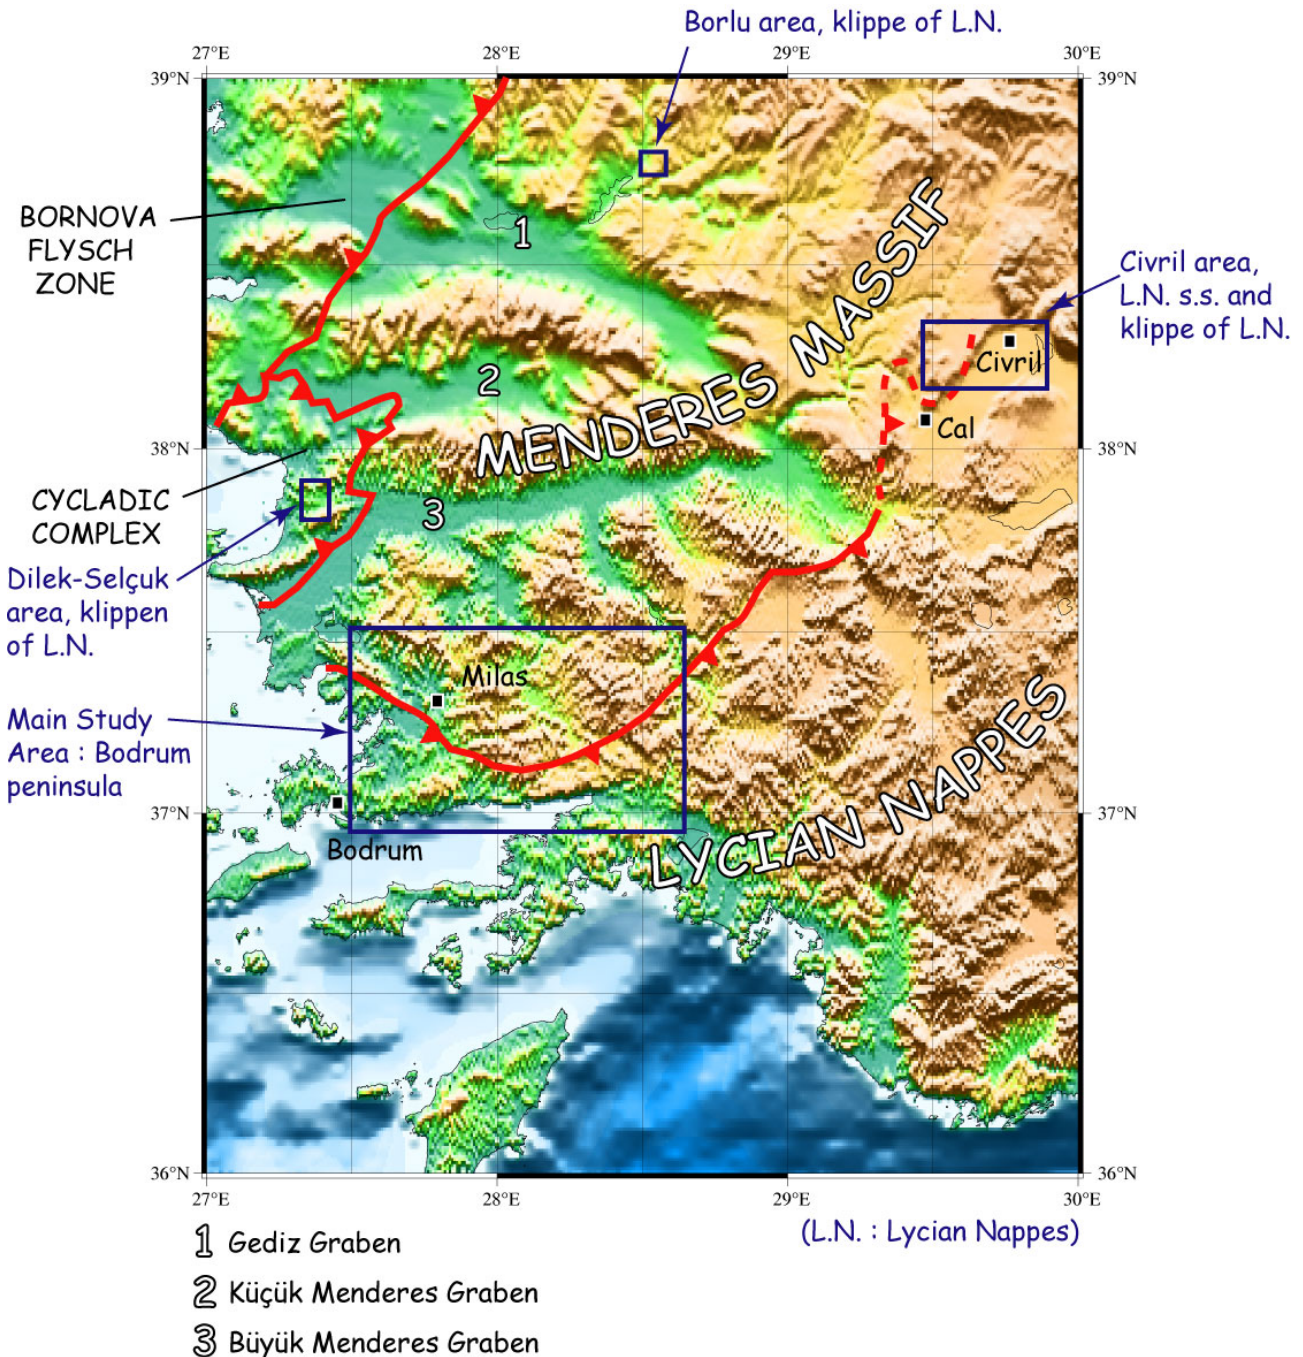 Borlu area, klippe of L.N.
27°E
28°E
29°E
30°E
39°N
39°N
BORNOVA
FLYSCH
ZONE
1
MENDERES MASSIF
Civril area,
L.N. s.s. and
klippe of L.N.
Civril
2
Cal
38°N
38°N
CYCLADIC
COMPLEX
3
Dilek-Selçuk
area, klippen
of L.N.
Milas
Main Study
Area : Bodrum
peninsula
LYCIAN NAPPES
37°N
37°N
Bodrum
36°N
36°N
27°E
28°E
29°E
30°E
(L.N. : Lycian Nappes)
1 Gediz Graben
2 Küçük Menderes Graben
3 Büyük Menderes Graben